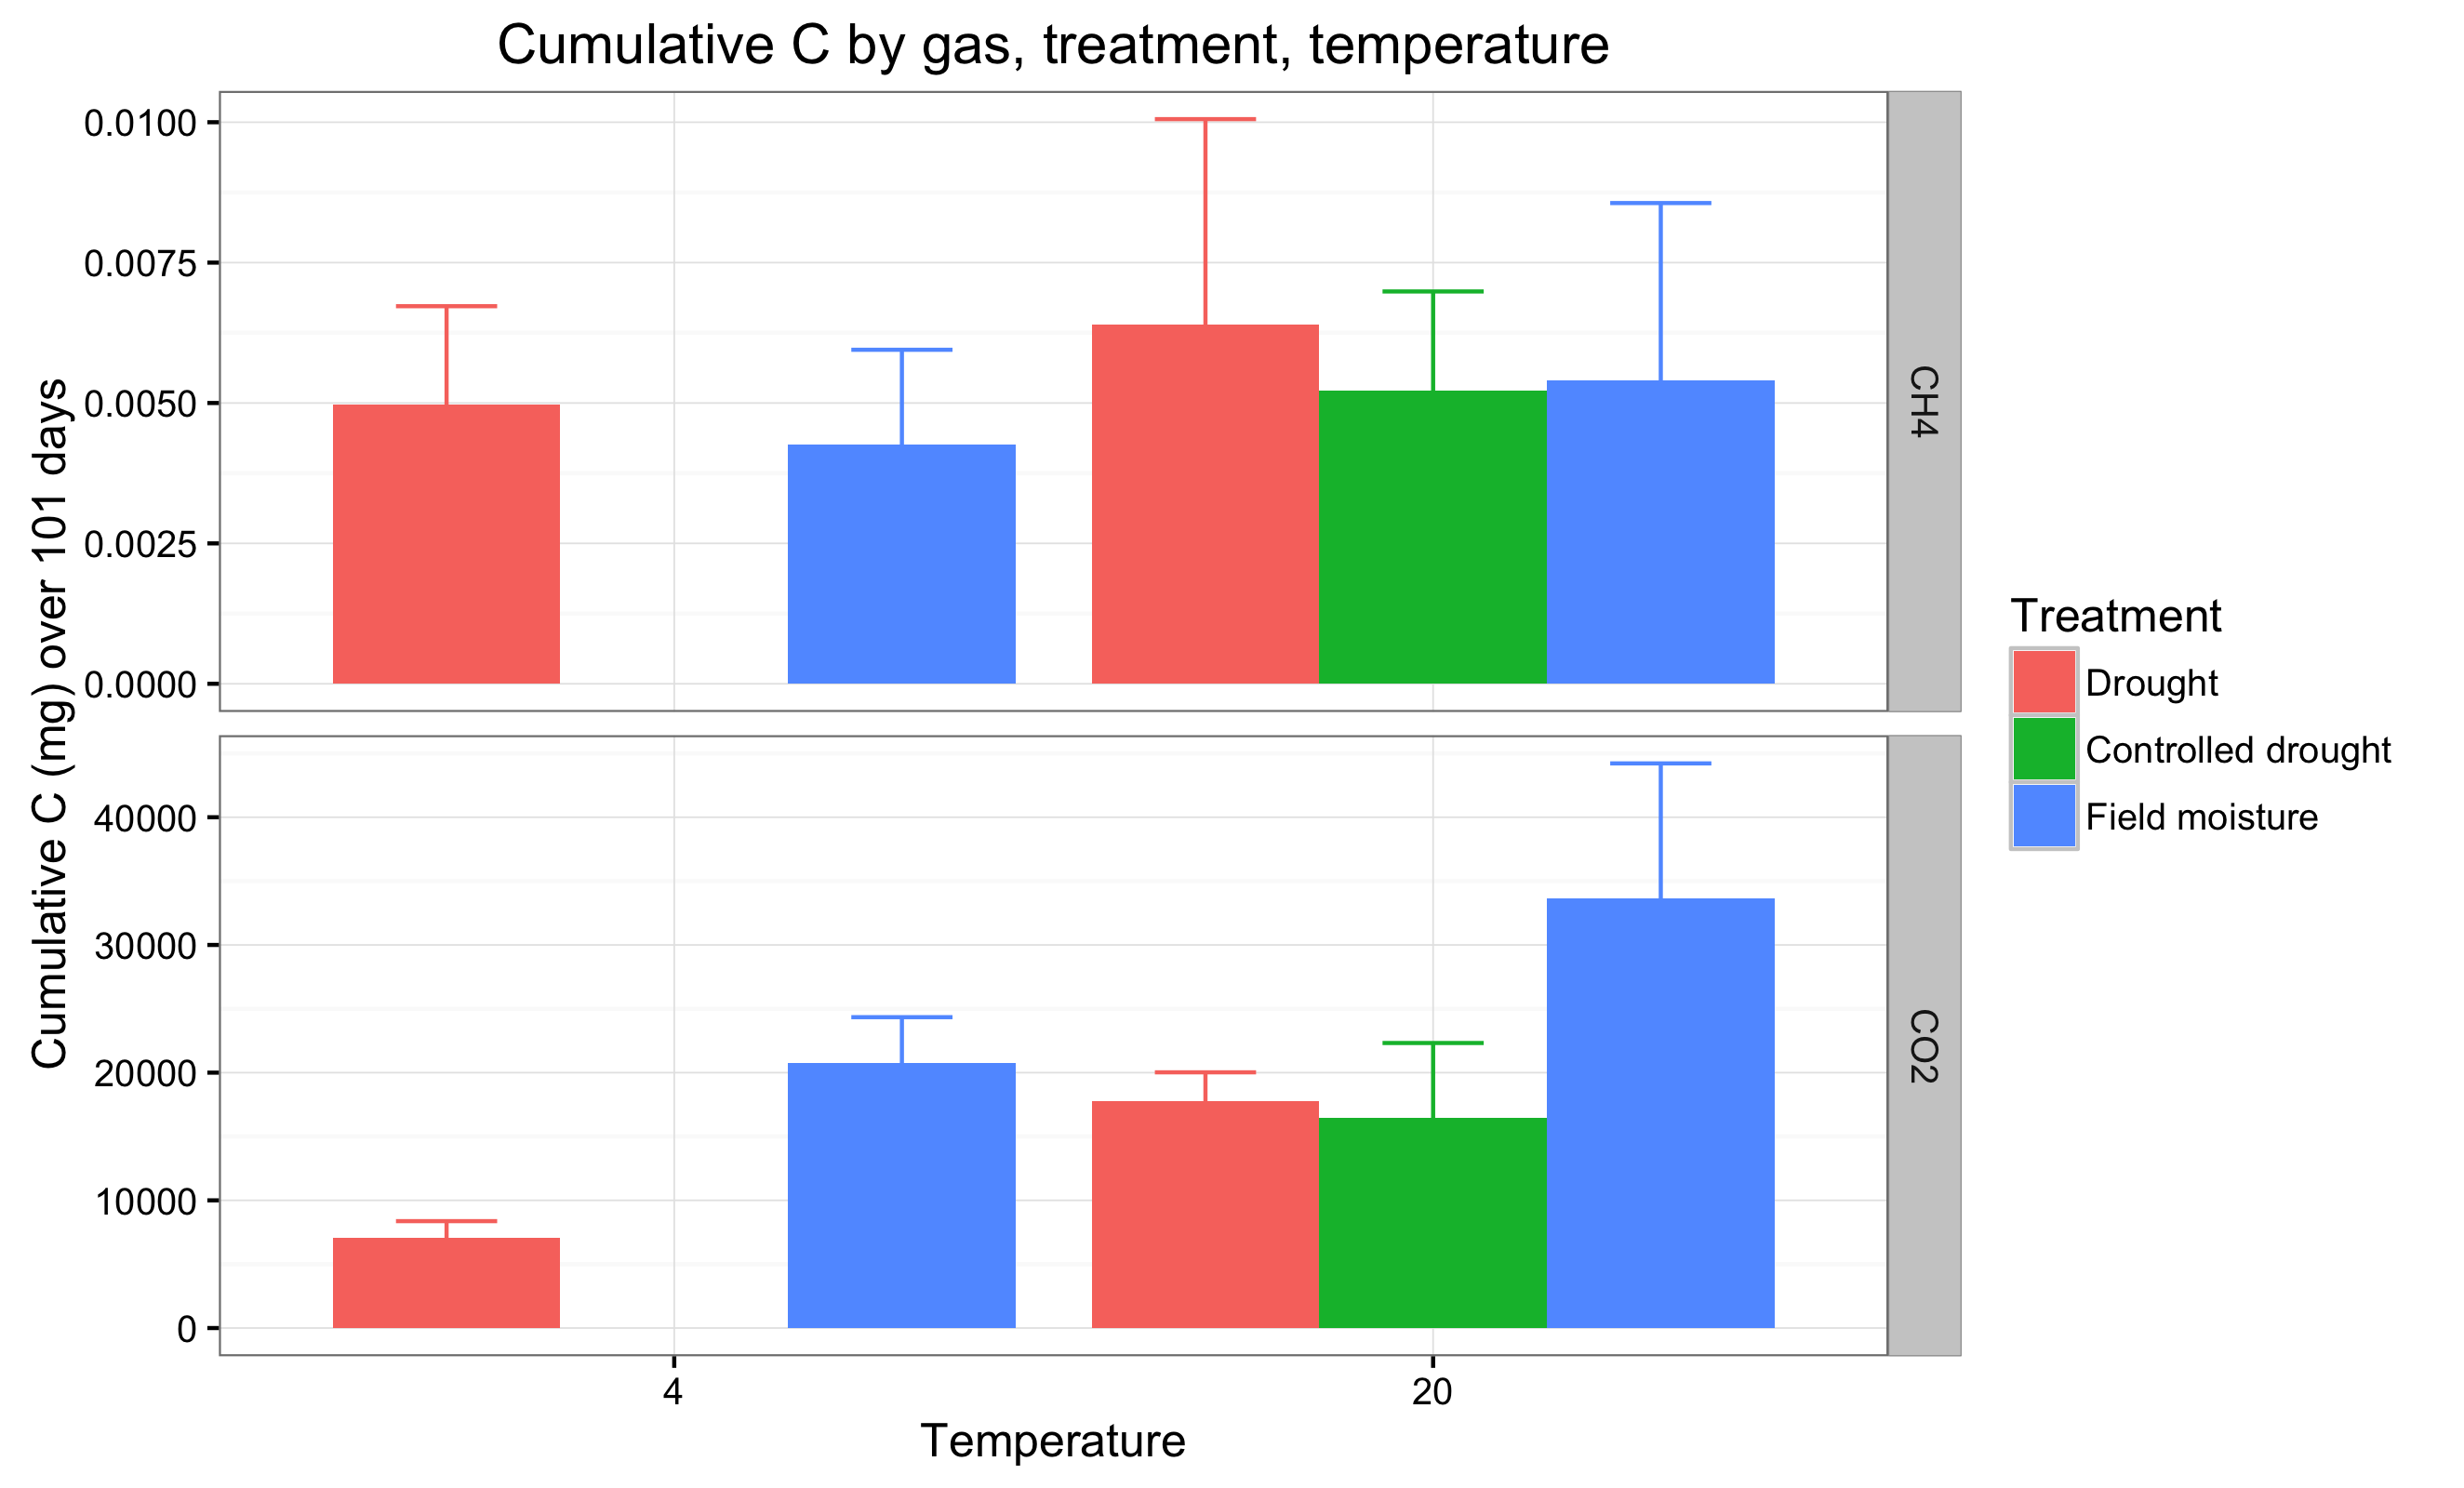 Cumulative C by gas, treatment, temperature
Cumulative C (mg) over 101 days
0.0100
0.0075
0.0050
0.0025
0.0000
CH4
40000
30000
20000
10000
0
CO2
4
20
Temperature
Treatment
Drought
Controlled drought
Field moisture